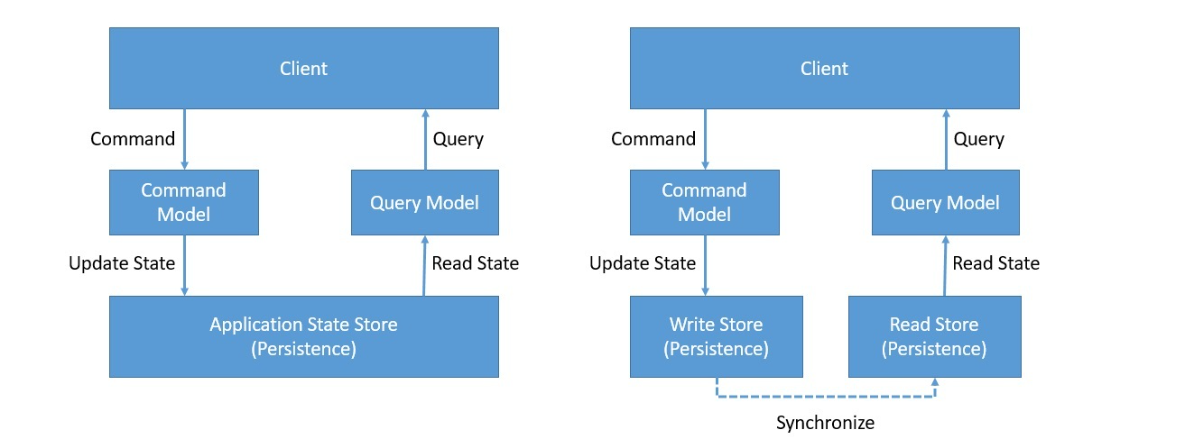 Client
Command
Query
Command
Model
Query Model
Update State
Read State
Application State Store
(Persistence)
Client
Command
Query
Command
Model
Query Model
Update State
Read State
Write Store
(Persistence)
Read Store
(Persistence)
Synchronize